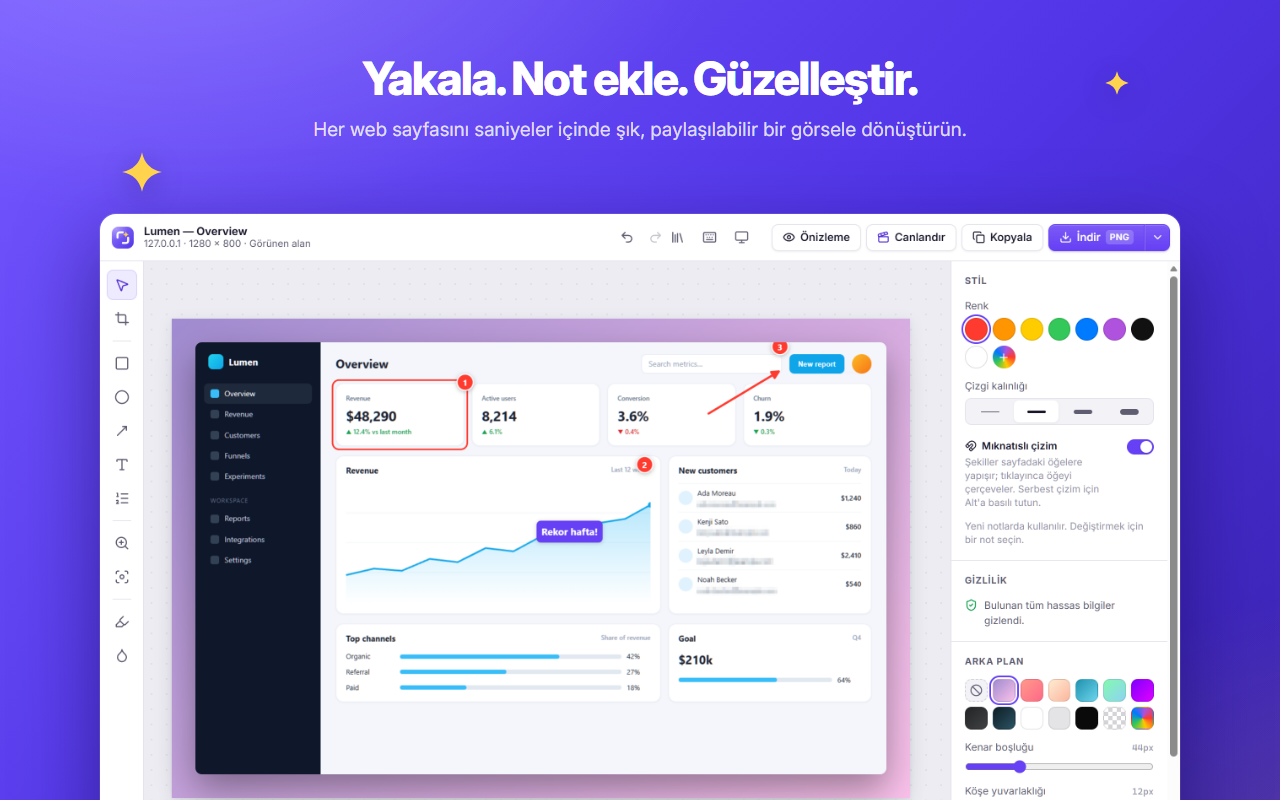 Yakala. Not ekle. Güzelleştir.
Her web sayfasını saniyeler içinde şık, paylaşılabilir bir görsele dönüştürün.
Lumen — Overview
127.0.0.1 · 1280 × 800 · Görünen alan
Önizleme
Canlandır
Kopyala
İndir PNG
Lumen
Overview
Revenue
Customers
Funnels
Experiments
WORKSPACE
Reports
Integrations
Settings
Overview
Search metrics...
3
New report
1
Revenue
$48,290
▲ 12.4% vs last month
Active users
8,214
▲ 6.1%
Conversion
3.6%
▼ 0.4%
Churn
1.9%
▼ 0.3%
Revenue
Last 12
2
Rekor hafta!
New customers
Today
Ada Moreau
$1,240
Kenji Sato
$860
Leyla Demir
$2,410
Noah Becker
$540
Top channels
Share of revenue
Organic
42%
Referral
27%
Paid
18%
Goal
Q4
$210k
64%
STİL
Renk
Çizgi kalınlığı
Mıknatıslı çizim
Şekiller sayfadaki öğelere
yapışır; tıklayınca öğeyi
çerçeveler. Serbest çizim için
Alt'a basılı tutun.
Yeni notlarda kullanılır. Değiştirmek için
bir not seçin.
GİZLİLİK
Bulunan tüm hassas bilgiler
gizlendi.
ARKA PLAN
Kenar boşluğu
44px
Köşe yuvarlaklığı
12px